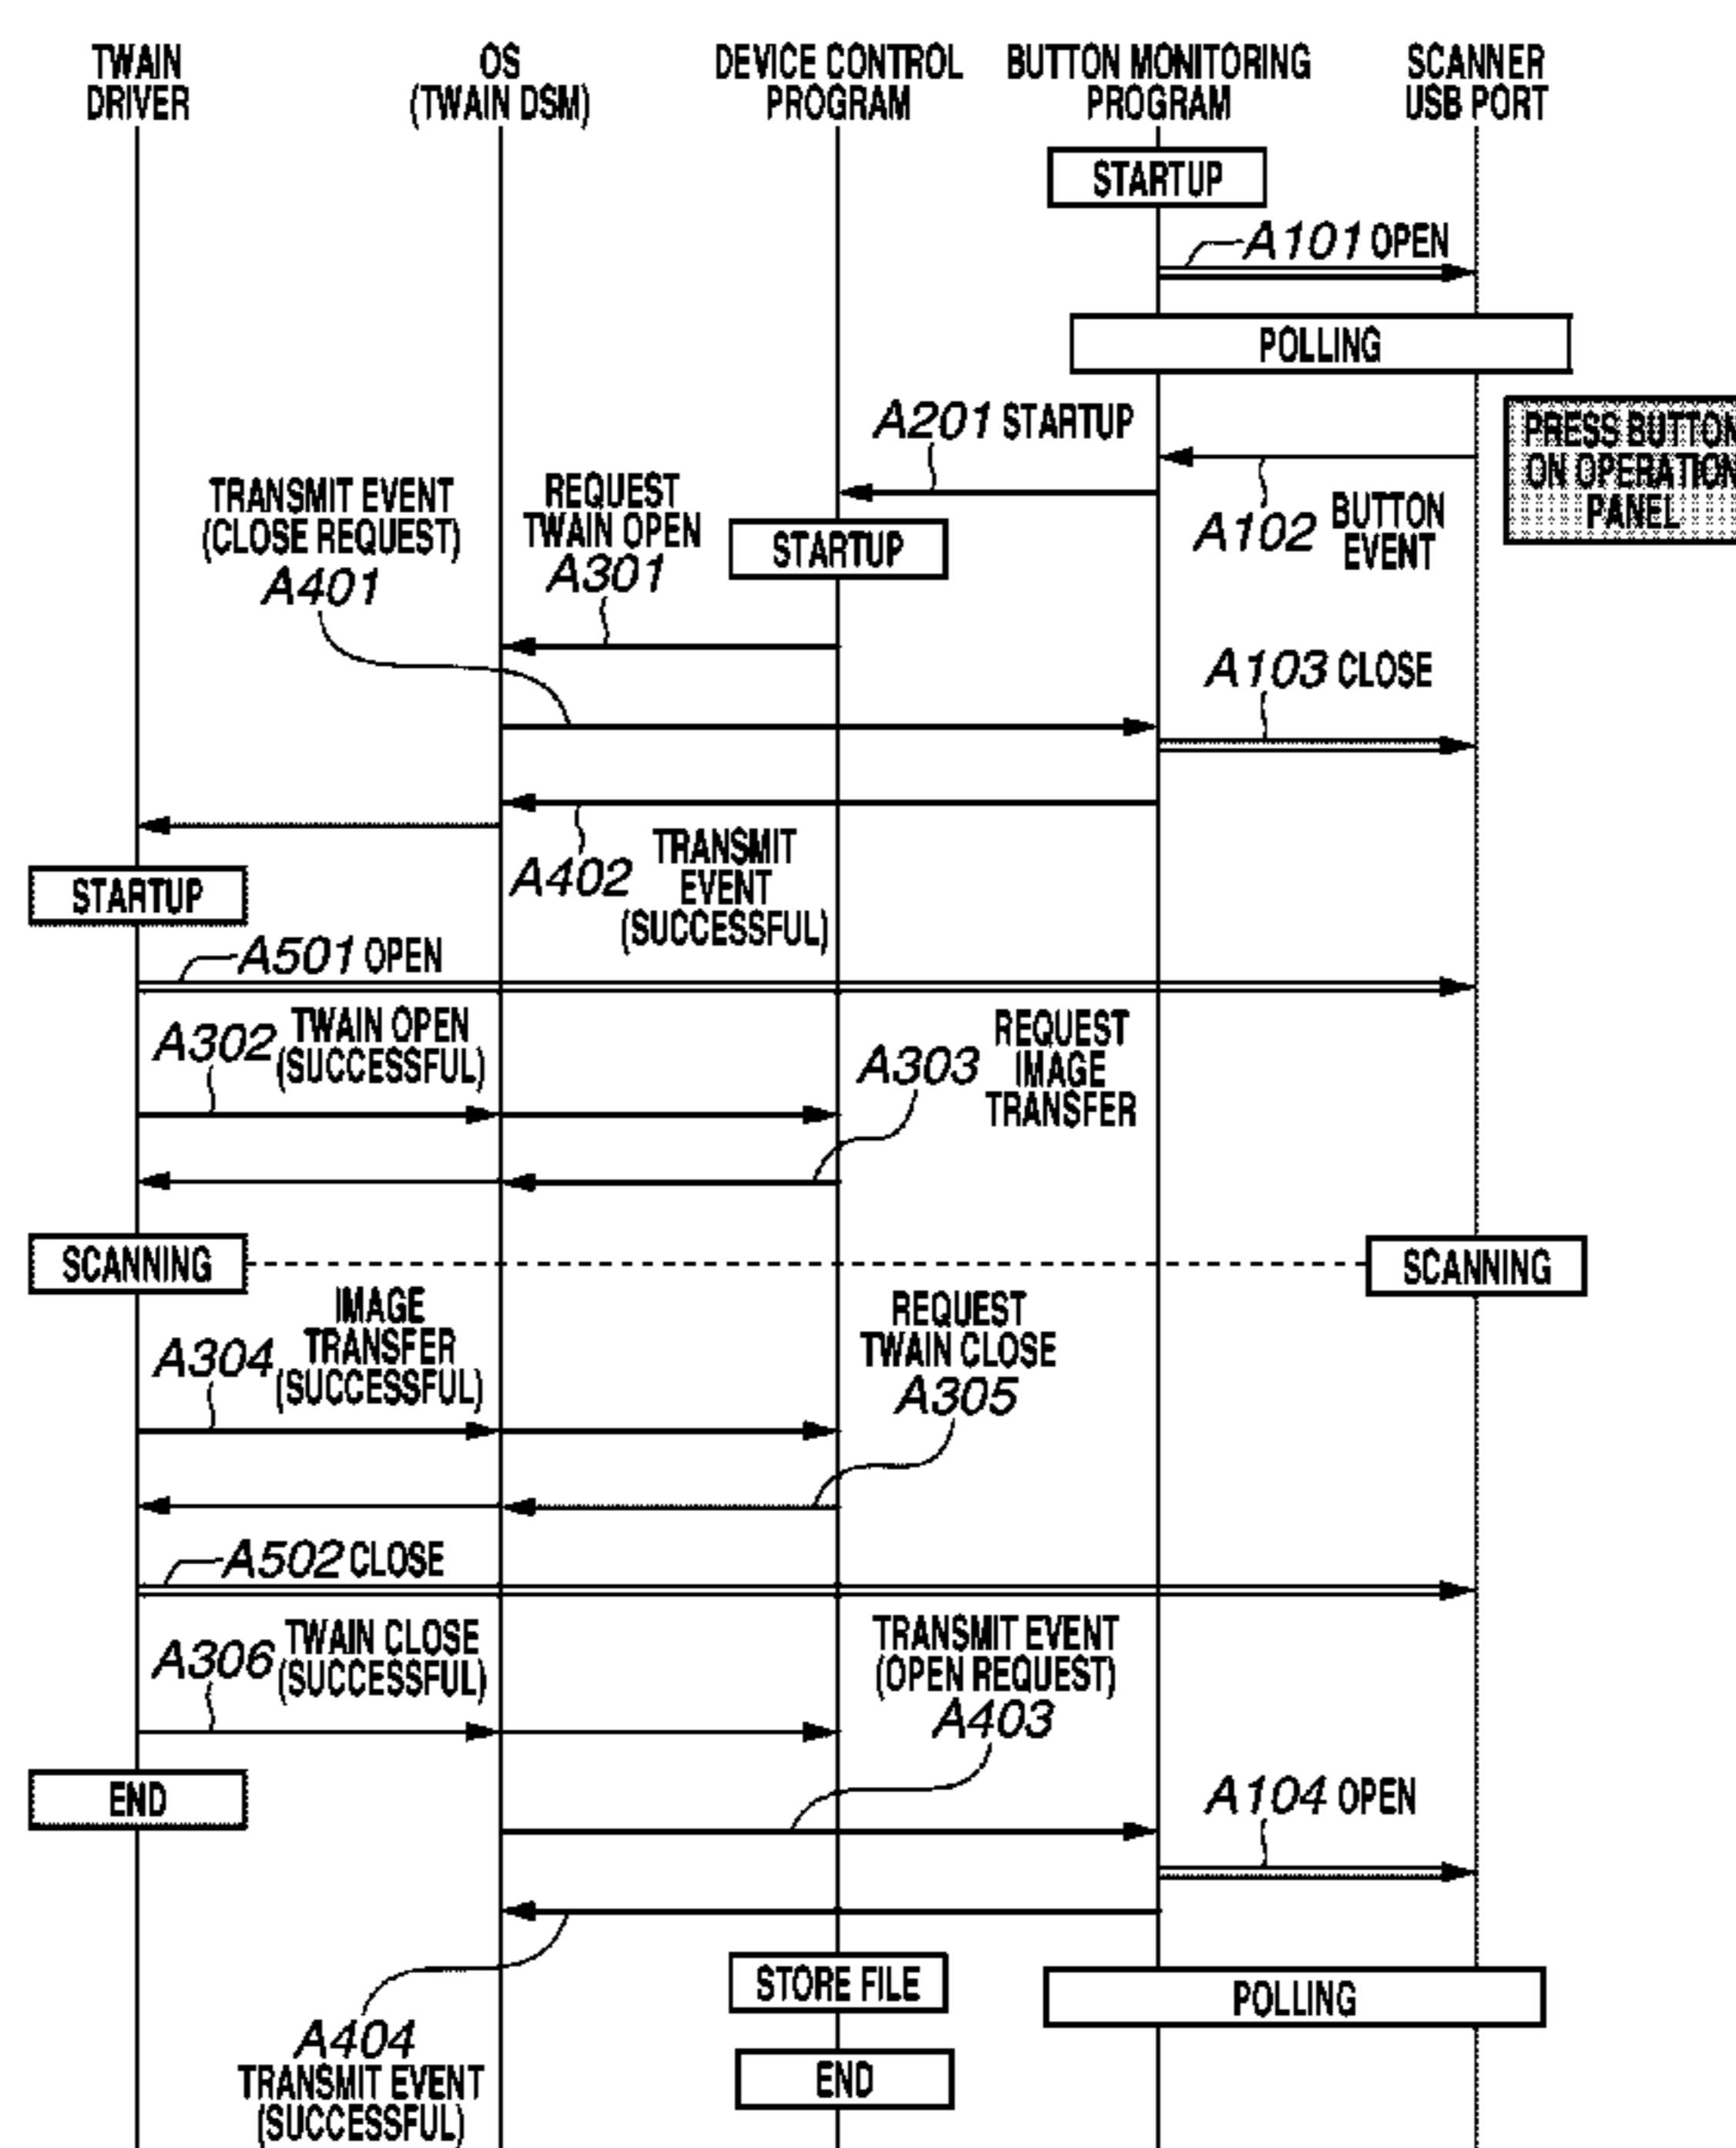 TWAIN
DRIVER
OS
(TWAIN DSM)
DEVICE CONTROL
PROGRAM
BUTTON MONITORING
PROGRAM
SCANNER
USB PORT
STARTUP
A101 OPEN
POLLING
A201 STARTUP
PRESS BUTTON
ON OPERATION
PANEL
A102 BUTTON
EVENT
TRANSMIT EVENT
(CLOSE REQUEST)
A401
REQUEST
TWAIN OPEN
A301
STARTUP
A103 CLOSE
A402 TRANSMIT
EVENT
(SUCCESSFUL)
STARTUP
A501 OPEN
A302 TWAIN OPEN
(SUCCESSFUL)
A303 REQUEST
IMAGE
TRANSFER
SCANNING
SCANNING
A304 IMAGE
TRANSFER
(SUCCESSFUL)
REQUEST
TWAIN CLOSE
A305
A502 CLOSE
A306 TWAIN CLOSE
(SUCCESSFUL)
TRANSMIT EVENT
(OPEN REQUEST)
A403
END
A104 OPEN
STORE FILE
POLLING
A404
TRANSMIT EVENT
(SUCCESSFUL)
END